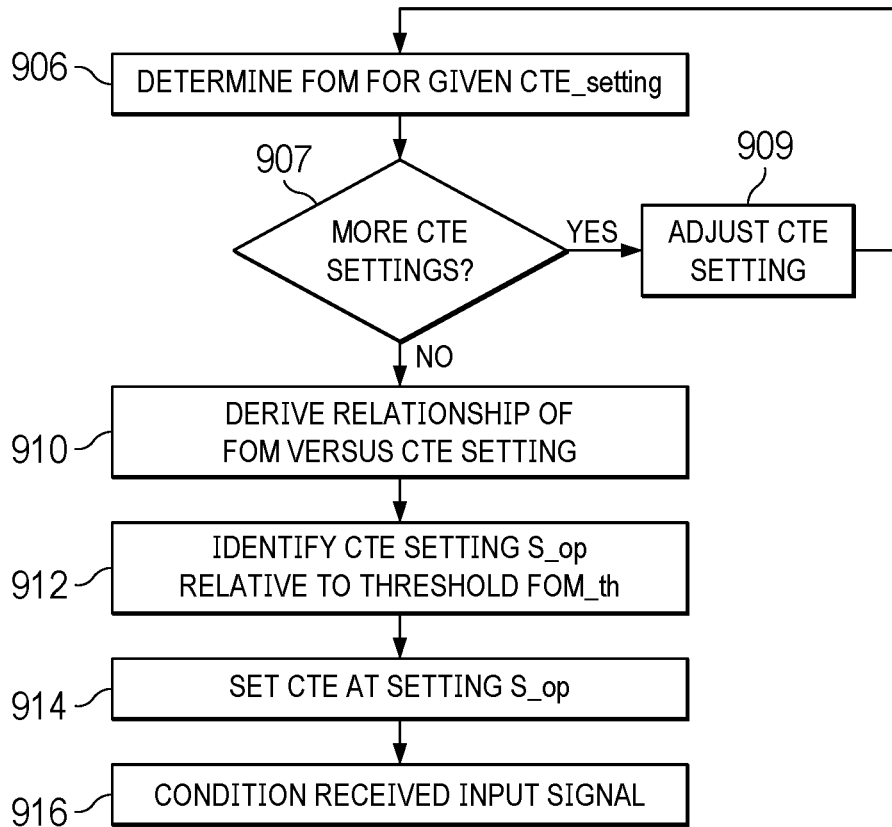 906
DETERMINE FOM FOR GIVEN CTE_setting
907
909
MORE CTE
SETTINGS?
YES
ADJUST CTE
SETTING
NO
910
DERIVE RELATIONSHIP OF
FOM VERSUS CTE SETTING
912
IDENTIFY CTE SETTING S_op
RELATIVE TO THRESHOLD FOM_th
914
SET CTE AT SETTING S_op
916
CONDITION RECEIVED INPUT SIGNAL